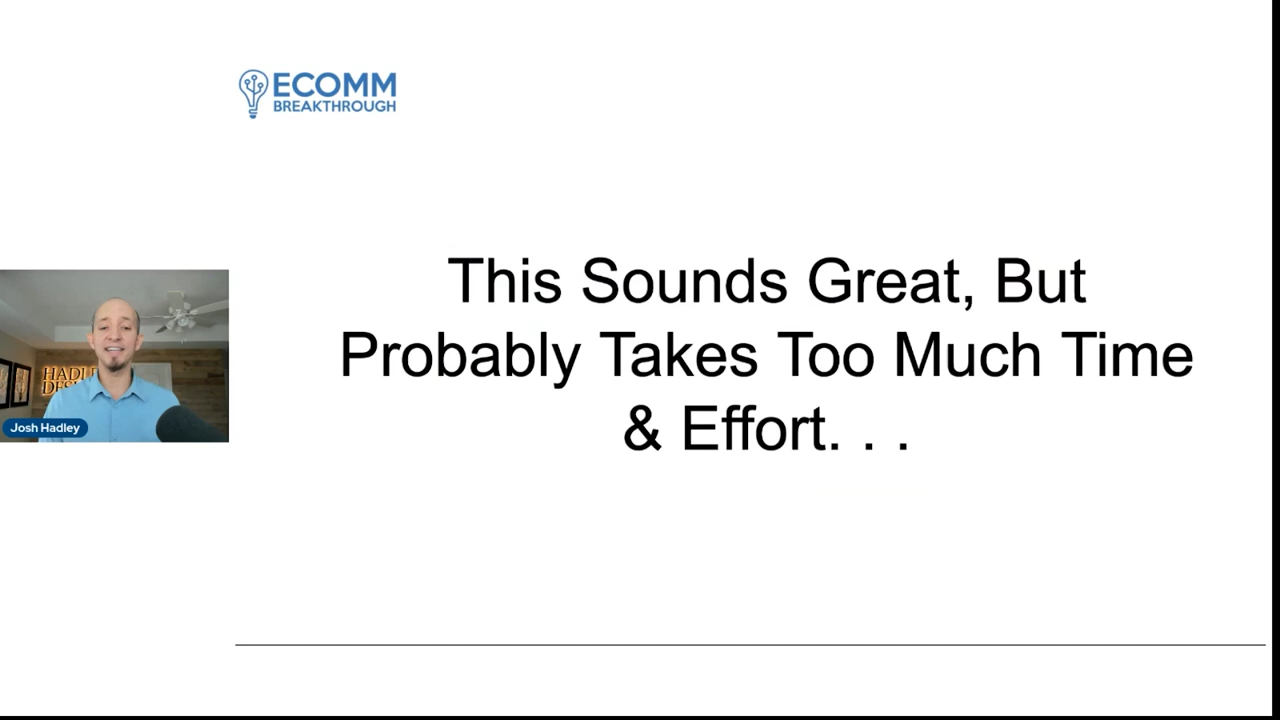 ECOMM
BREAKTHROUGH
This Sounds Great, But
Probably Takes Too Much Time
& Effort. . .
Josh Hadley